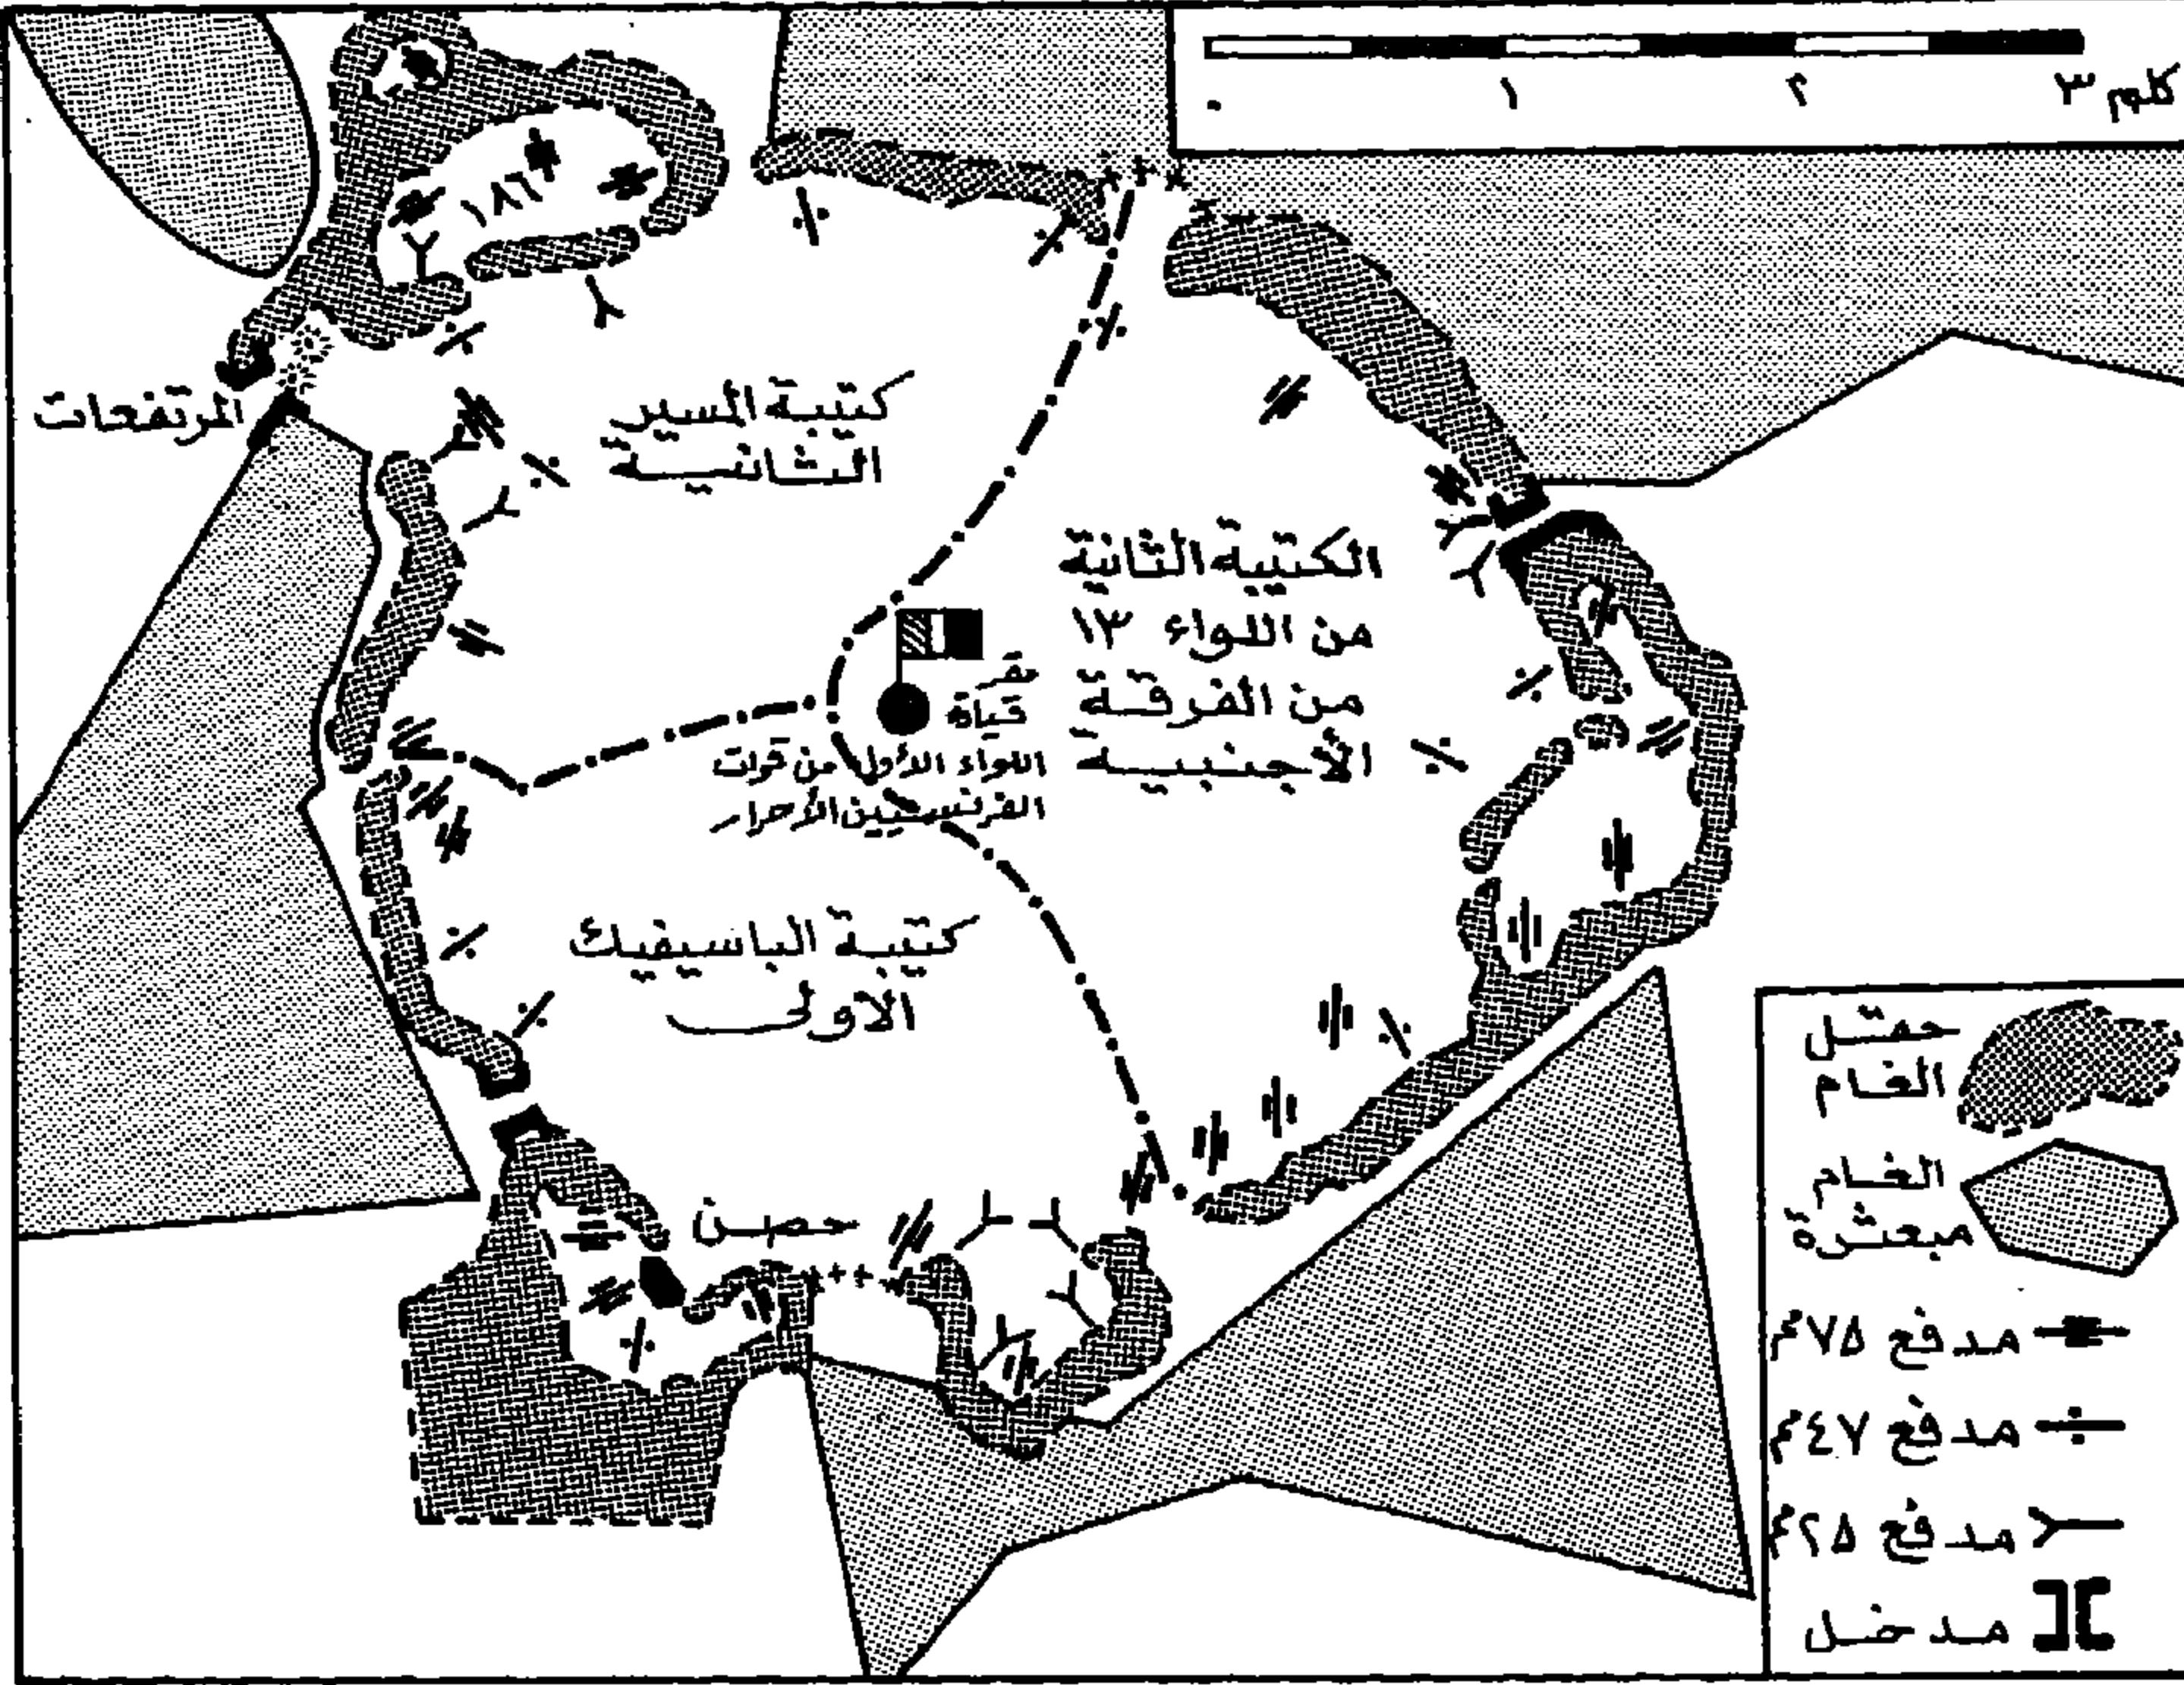 ٠ ١ ٢ ٣ كلم
١٨٦
المرتفعات
كتيبة المسير
الثانية
الكتيبة الثانية
من اللواء ١٣
من الفرقة
الأجنبية
مقر
قياة
اللواء الأول من قوات
الفرنسيين الأحرار
كتيبة الباسيفيك
الاولى
حصن
حقل
الغام
الغام
مبعثرة
مدفع ٧٥م
مدفع ٤٧م
مدفع ٢٥م
مدخل